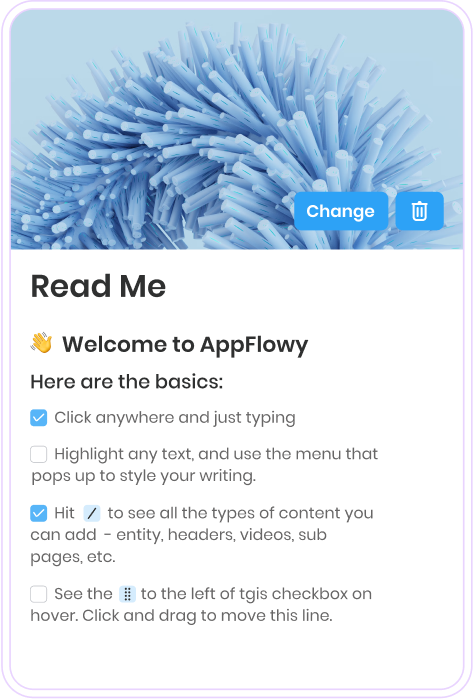 Change
Read Me
👋 Welcome to AppFlowy
Here are the basics:
Click anywhere and just typing
Highlight any text, and use the menu that
pops up to style your writing.
Hit / to see all the types of content you
can add - entity, headers, videos, sub
pages, etc.
See the ⣿ to the left of tgis checkbox on
hover. Click and drag to move this line.